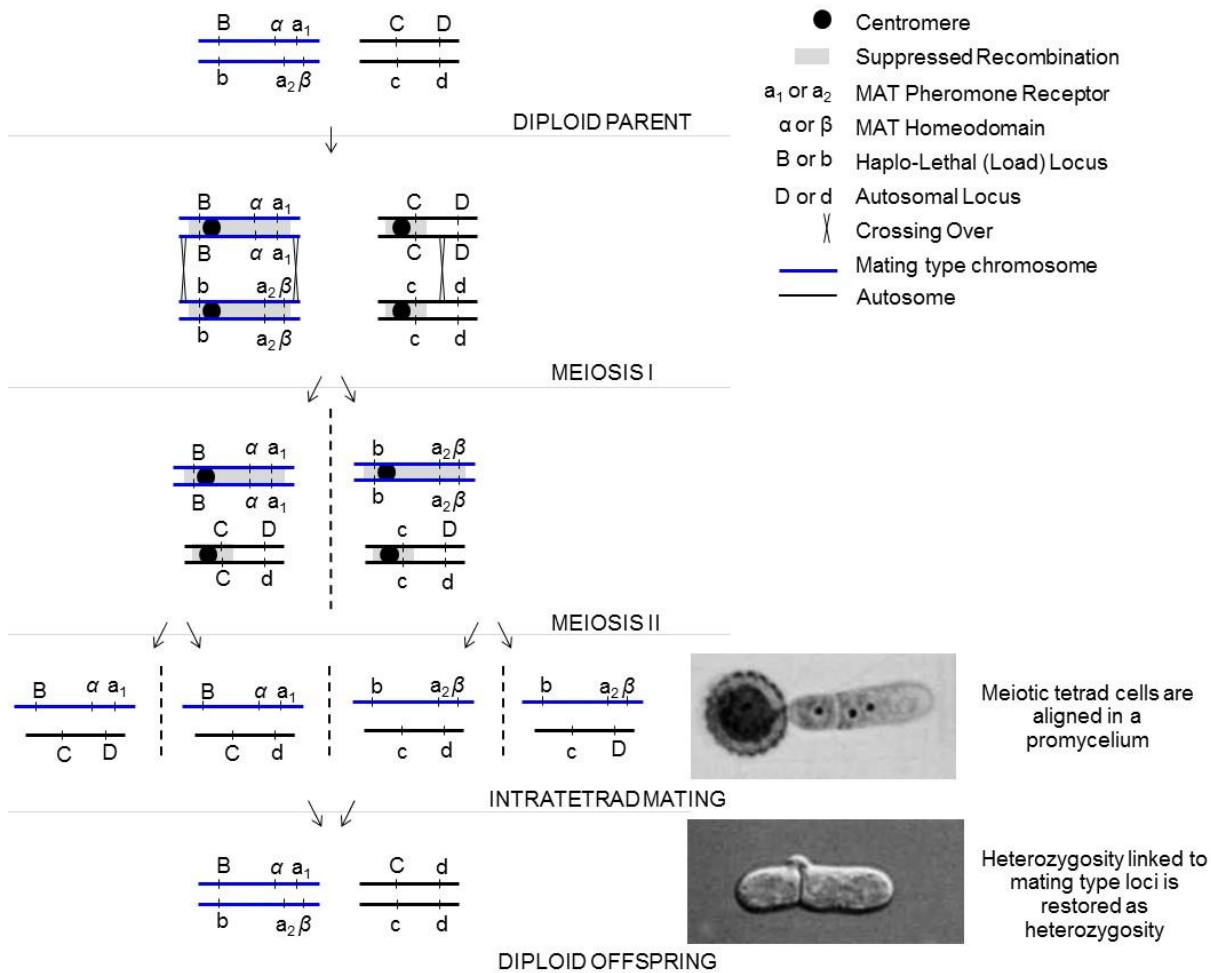 B α a₁ C D
b a₂ β c d
DIPLOID PARENT
Centromere
Suppressed Recombination
a₁ or a₂ MAT Pheromone Receptor
α or β MAT Homeodomain
B or b Haplo-Lethal (Load) Locus
D or d Autosomal Locus
Crossing Over
Mating type chromosome
Autosome
B α a₁ C D
B α a₁ C D
b a₂ β c d
b a₂ β c d
MEIOSIS I
B α a₁ b a₂ β
B α a₁ b a₂ β
C D c D
C d c d
MEIOSIS II
B α a₁ B α a₁ b a₂ β b a₂ β
C D C d c d c D
Meiotic tetrad cells are
aligned in a
promycelium
INTRATETRAD MATING
B α a₁ C d
b a₂ β c d
Heterozygosity linked to
mating type loci is
restored as
heterozygosity
DIPLOID OFFSPRING